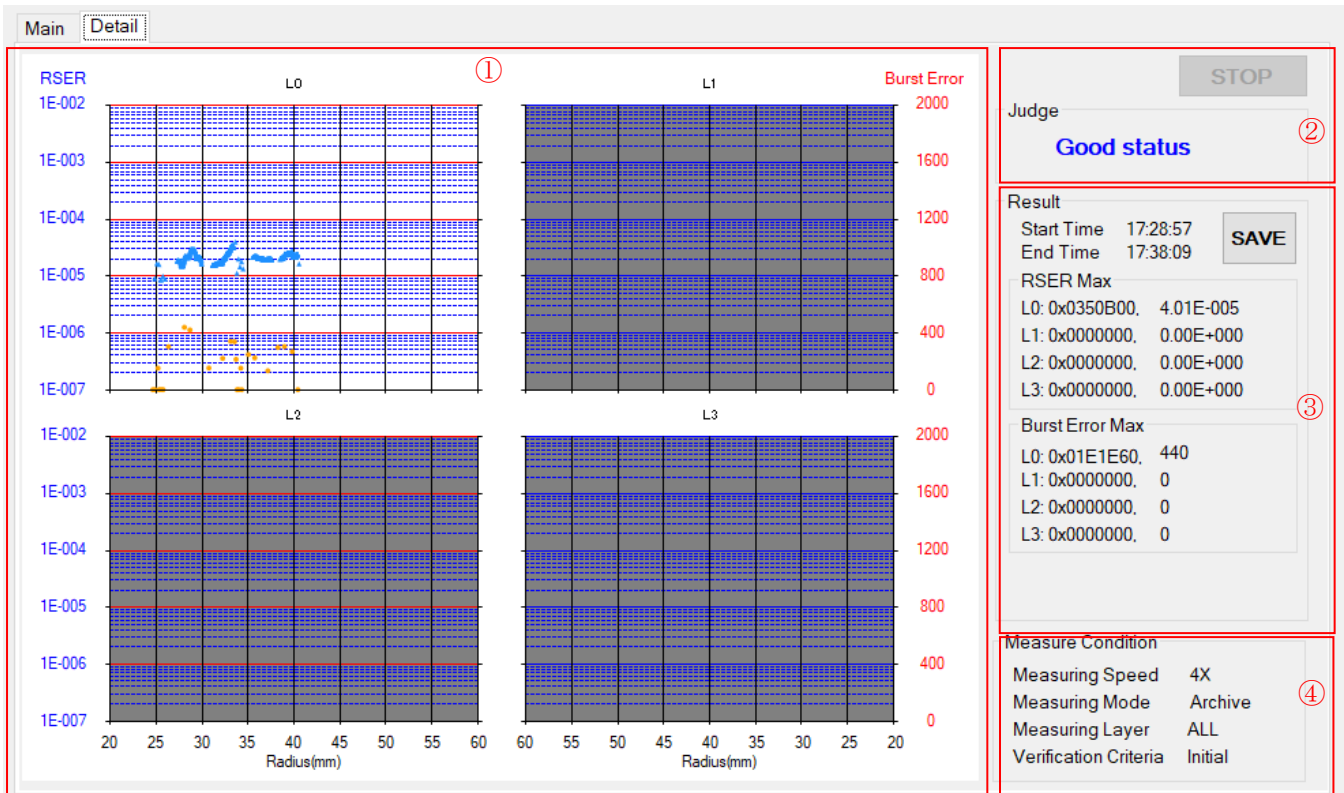 Main Detail
①
RSER L0 L1 Burst Error
1E-002 2000
1E-003 1600
1E-004 1200
1E-005 800
1E-006 400
1E-007 0
L2 L3
1E-002 2000
1E-003 1600
1E-004 1200
1E-005 800
1E-006 400
1E-007 0
20 25 30 35 40 45 50 55 60 60 55 50 45 40 35 30 25 20
Radius(mm) Radius(mm)
STOP
Judge
②
Good status
Result
Start Time 17:28:57
End Time 17:38:09
SAVE
RSER Max
L0: 0x0350B00, 4.01E-005
L1: 0x0000000, 0.00E+000
L2: 0x0000000, 0.00E+000
L3: 0x0000000, 0.00E+000
③
Burst Error Max
L0: 0x01E1E60, 440
L1: 0x0000000, 0
L2: 0x0000000, 0
L3: 0x0000000, 0
Measure Condition
Measuring Speed 4X
④
Measuring Mode Archive
Measuring Layer ALL
Verification Criteria Initial